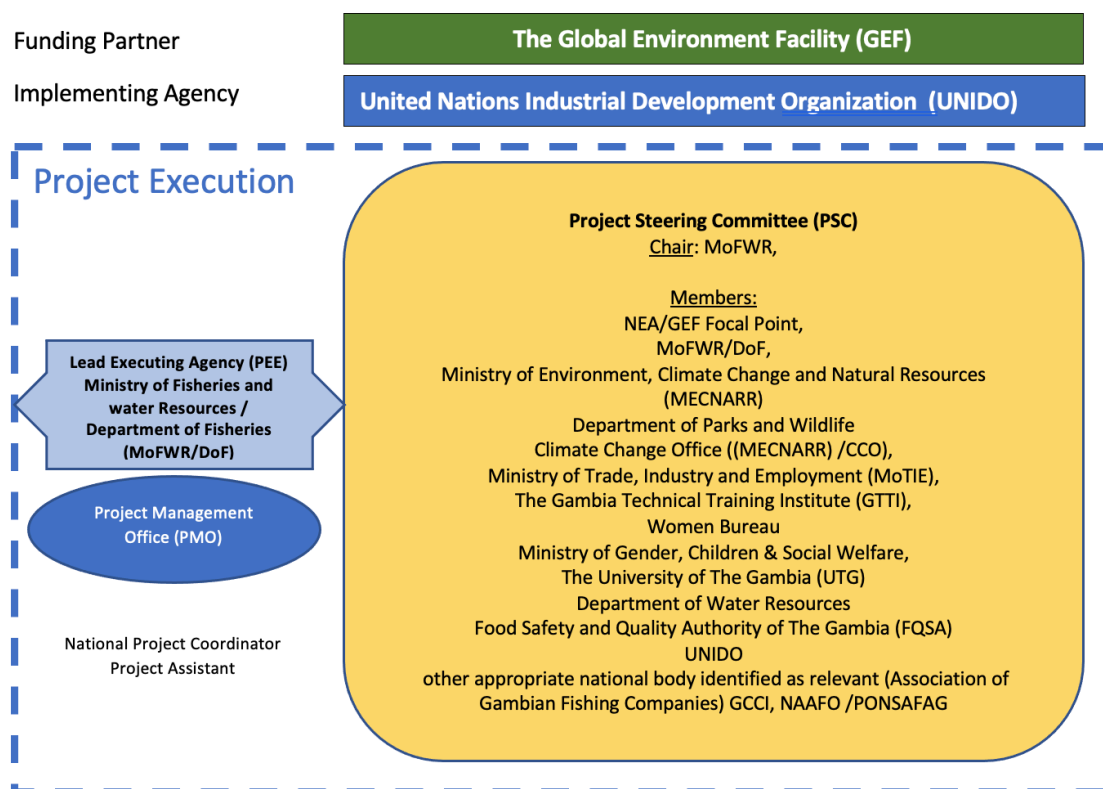 Funding Partner
The Global Environment Facility (GEF)
Implementing Agency
United Nations Industrial Development Organization (UNIDO)
Project Execution
Lead Executing Agency (PEE)
Ministry of Fisheries and
water Resources /
Department of Fisheries
(MoFWR/DoF)
Project Management
Office (PMO)
National Project Coordinator
Project Assistant
Project Steering Committee (PSC)
Chair: MoFWR,
Members:
NEA/GEF Focal Point,
MoFWR/DoF,
Ministry of Environment, Climate Change and Natural Resources
(MECNARR)
Department of Parks and Wildlife
Climate Change Office ((MECNARR) /CCO),
Ministry of Trade, Industry and Employment (MoTIE),
The Gambia Technical Training Institute (GTTI),
Women Bureau
Ministry of Gender, Children & Social Welfare,
The University of The Gambia (UTG)
Department of Water Resources
Food Safety and Quality Authority of The Gambia (FQSA)
UNIDO
other appropriate national body identified as relevant (Association of
Gambian Fishing Companies) GCCI, NAAFO /PONSAFAG